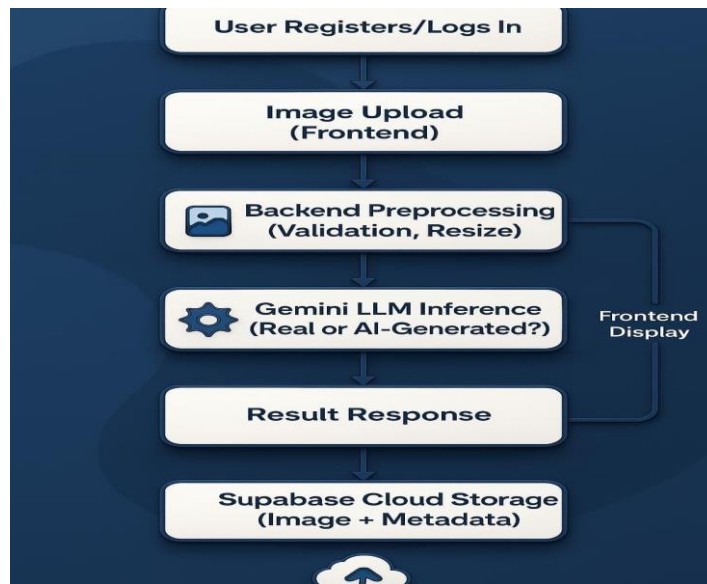 User Registers/Logs In
Image Upload
(Frontend)
Backend Preprocessing
(Validation, Resize)
Gemini LLM Inference
(Real or AI-Generated?)
Frontend
Display
Result Response
Supabase Cloud Storage
(Image + Metadata)